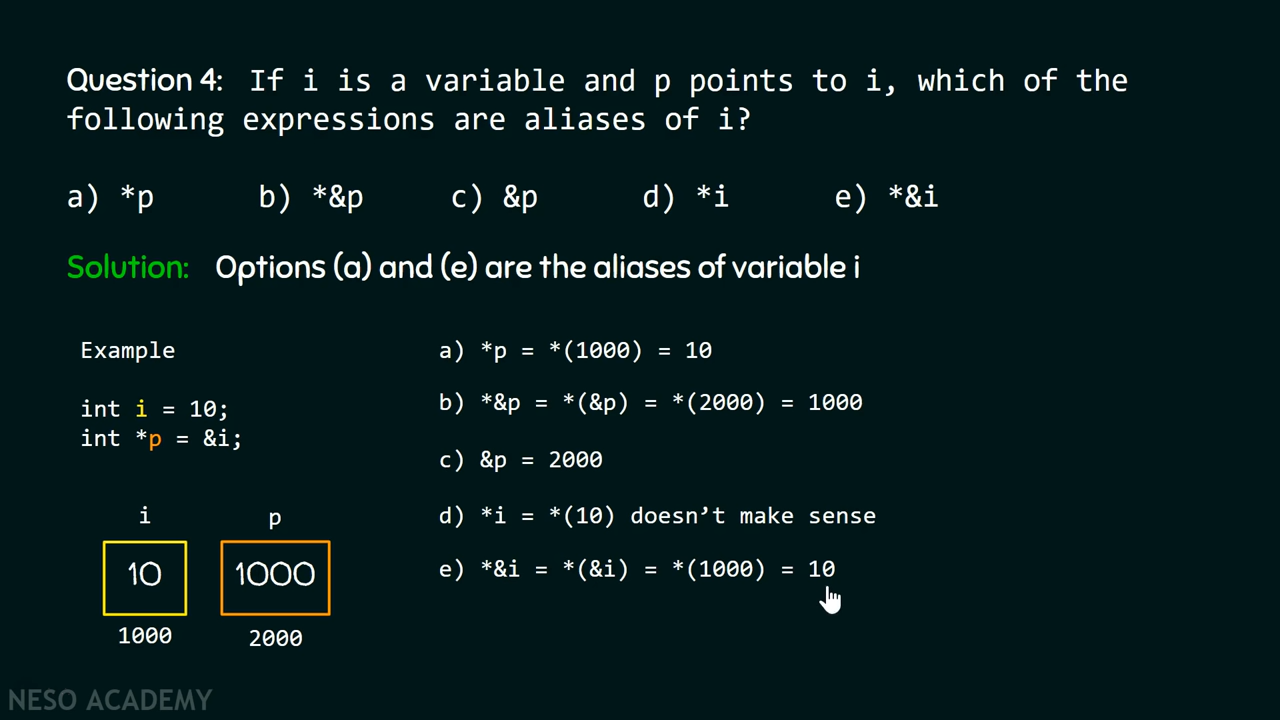 Question 4: If i is a variable and p points to i, which of the
following expressions are aliases of i?
a) *p b) *&p c) &p d) *i e) *&i
Solution: Options (a) and (e) are the aliases of variable i
Example
int i = 10;
int *p = &i;
i p
10 1000
1000 2000
a) *p = *(1000) = 10
b) *&p = *(&p) = *(2000) = 1000
c) &p = 2000
d) *i = *(10) doesn’t make sense
e) *&i = *(&i) = *(1000) = 10
NESO ACADEMY